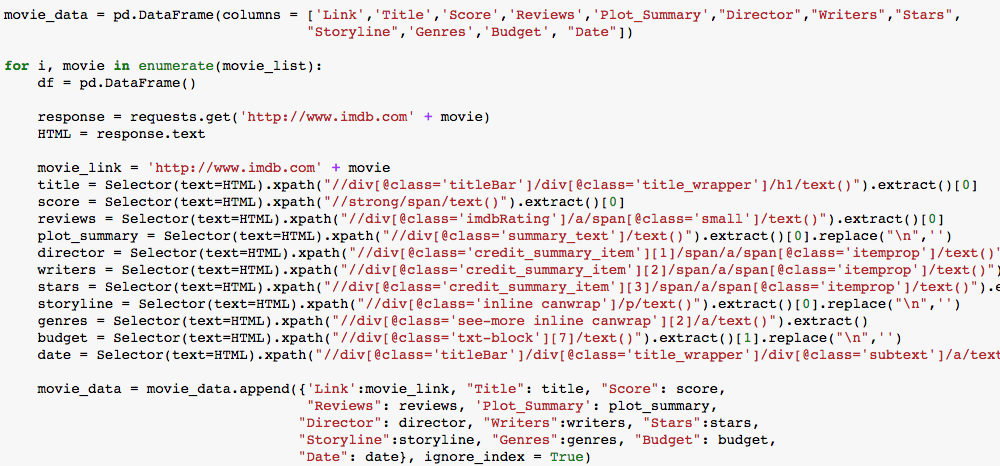 movie_data = pd.DataFrame(columns = ['Link','Title','Score','Reviews','Plot_Summary',"Director","Writers","Stars",
"Storyline",'Genres','Budget', "Date"])
for i, movie in enumerate(movie_list):
df = pd.DataFrame()
response = requests.get('http://www.imdb.com' + movie)
HTML = response.text
movie_link = 'http://www.imdb.com' + movie
title = Selector(text=HTML).xpath("//div[@class='titleBar']/div[@class='title_wrapper']/h1/text()").extract()[0]
score = Selector(text=HTML).xpath("//strong/span/text()").extract()[0]
reviews = Selector(text=HTML).xpath("//div[@class='imdbRating']/a/span[@class='small']/text()").extract()[0]
plot_summary = Selector(text=HTML).xpath("//div[@class='summary_text']/text()").extract()[0].replace("\n",'')
director = Selector(text=HTML).xpath("//div[@class='credit_summary_item'][1]/span/a/span[@class='itemprop']/text()'
writers = Selector(text=HTML).xpath("//div[@class='credit_summary_item'][2]/span/a/span[@class='itemprop']/text()")
stars = Selector(text=HTML).xpath("//div[@class='credit_summary_item'][3]/span/a/span[@class='itemprop']/text()").e
storyline = Selector(text=HTML).xpath("//div[@class='inline canwrap']/p/text()").extract()[0].replace("\n",'')
genres = Selector(text=HTML).xpath("//div[@class='see-more inline canwrap'][2]/a/text()").extract()
budget = Selector(text=HTML).xpath("//div[@class='txt-block'][7]/text()").extract()[1].replace("\n",'')
date = Selector(text=HTML).xpath("//div[@class='titleBar']/div[@class='title_wrapper']/div[@class='subtext']/a/text
movie_data = movie_data.append({'Link':movie_link, "Title": title, "Score": score,
"Reviews": reviews, 'Plot_Summary': plot_summary,
"Director": director, "Writers":writers, "Stars":stars,
"Storyline":storyline, "Genres":genres, "Budget": budget,
"Date": date}, ignore_index = True)